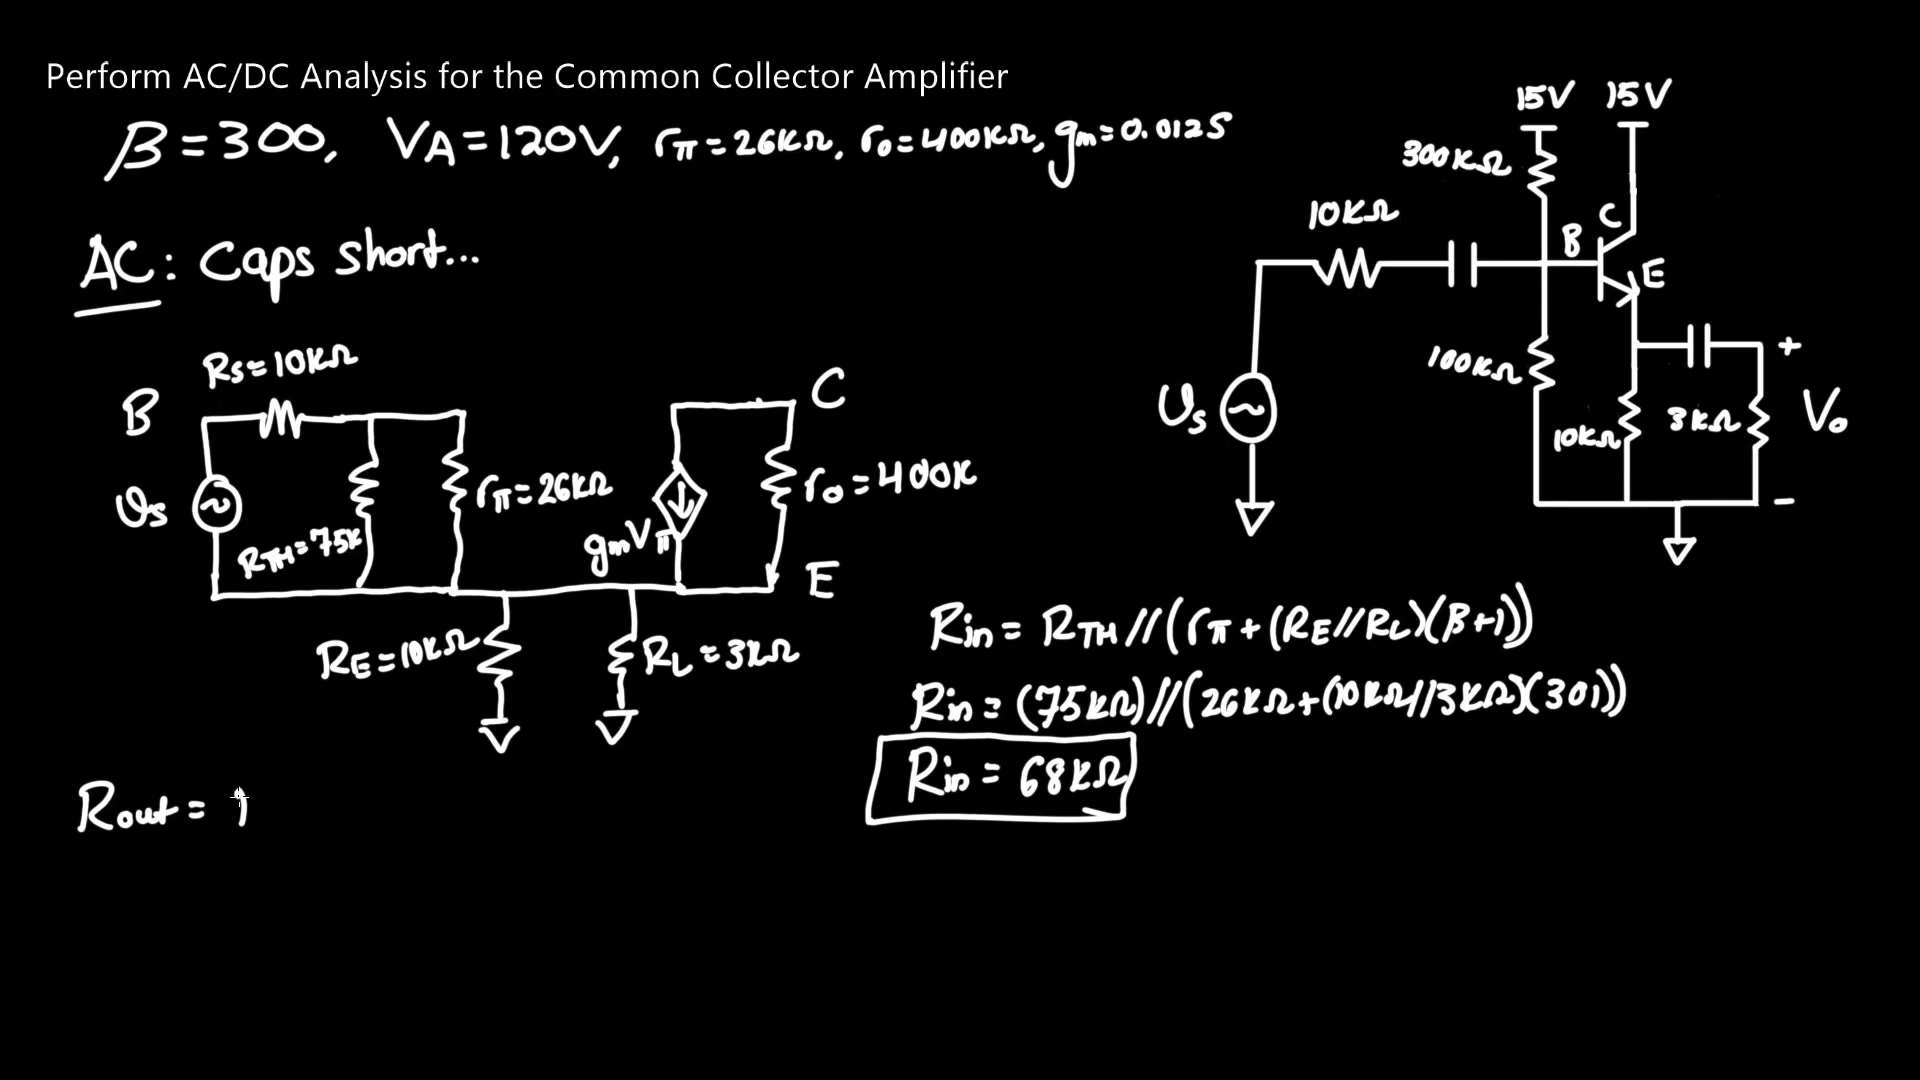 Perform AC/DC Analysis for the Common Collector Amplifier
β = 300, VA = 120V, rπ = 26KΩ, ro = 400KΩ, gm = 0.012S
15V 15V
300KΩ
10KΩ
C
B
E
AC: Caps short...
100KΩ
Us
10KΩ
3KΩ
+
Vo
-
Rs = 10KΩ
B
C
υs
rπ = 26KΩ
ro = 400K
RTH = 75K
gmVπ
E
RE = 10KΩ
RL = 3KΩ
Rin = RTH // (rπ + (RE//RL)(β+1))
Rin = (75KΩ) // (26KΩ + (10KΩ//3KΩ)(301))
Rin = 68KΩ
Rout =